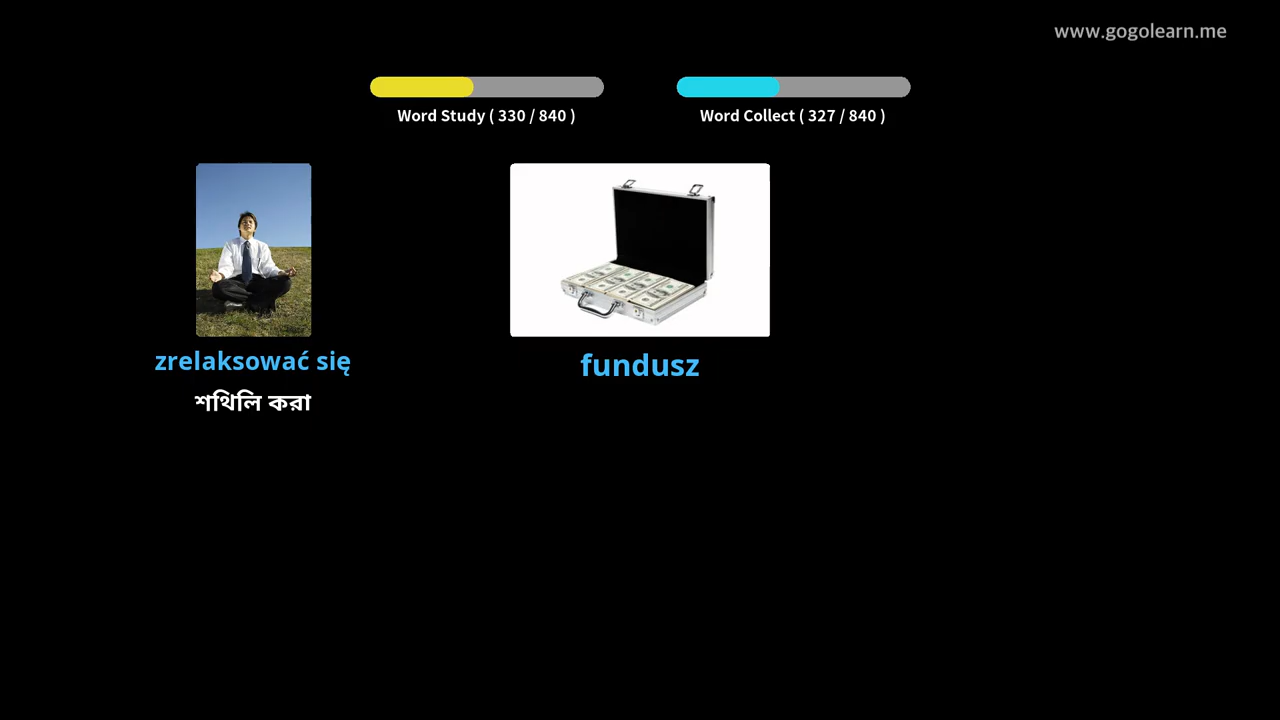 www.gogolearn.me
Word Study ( 330 / 840 )
Word Collect ( 327 / 840 )
zrelaksować się
fundusz
শিথিলি করা